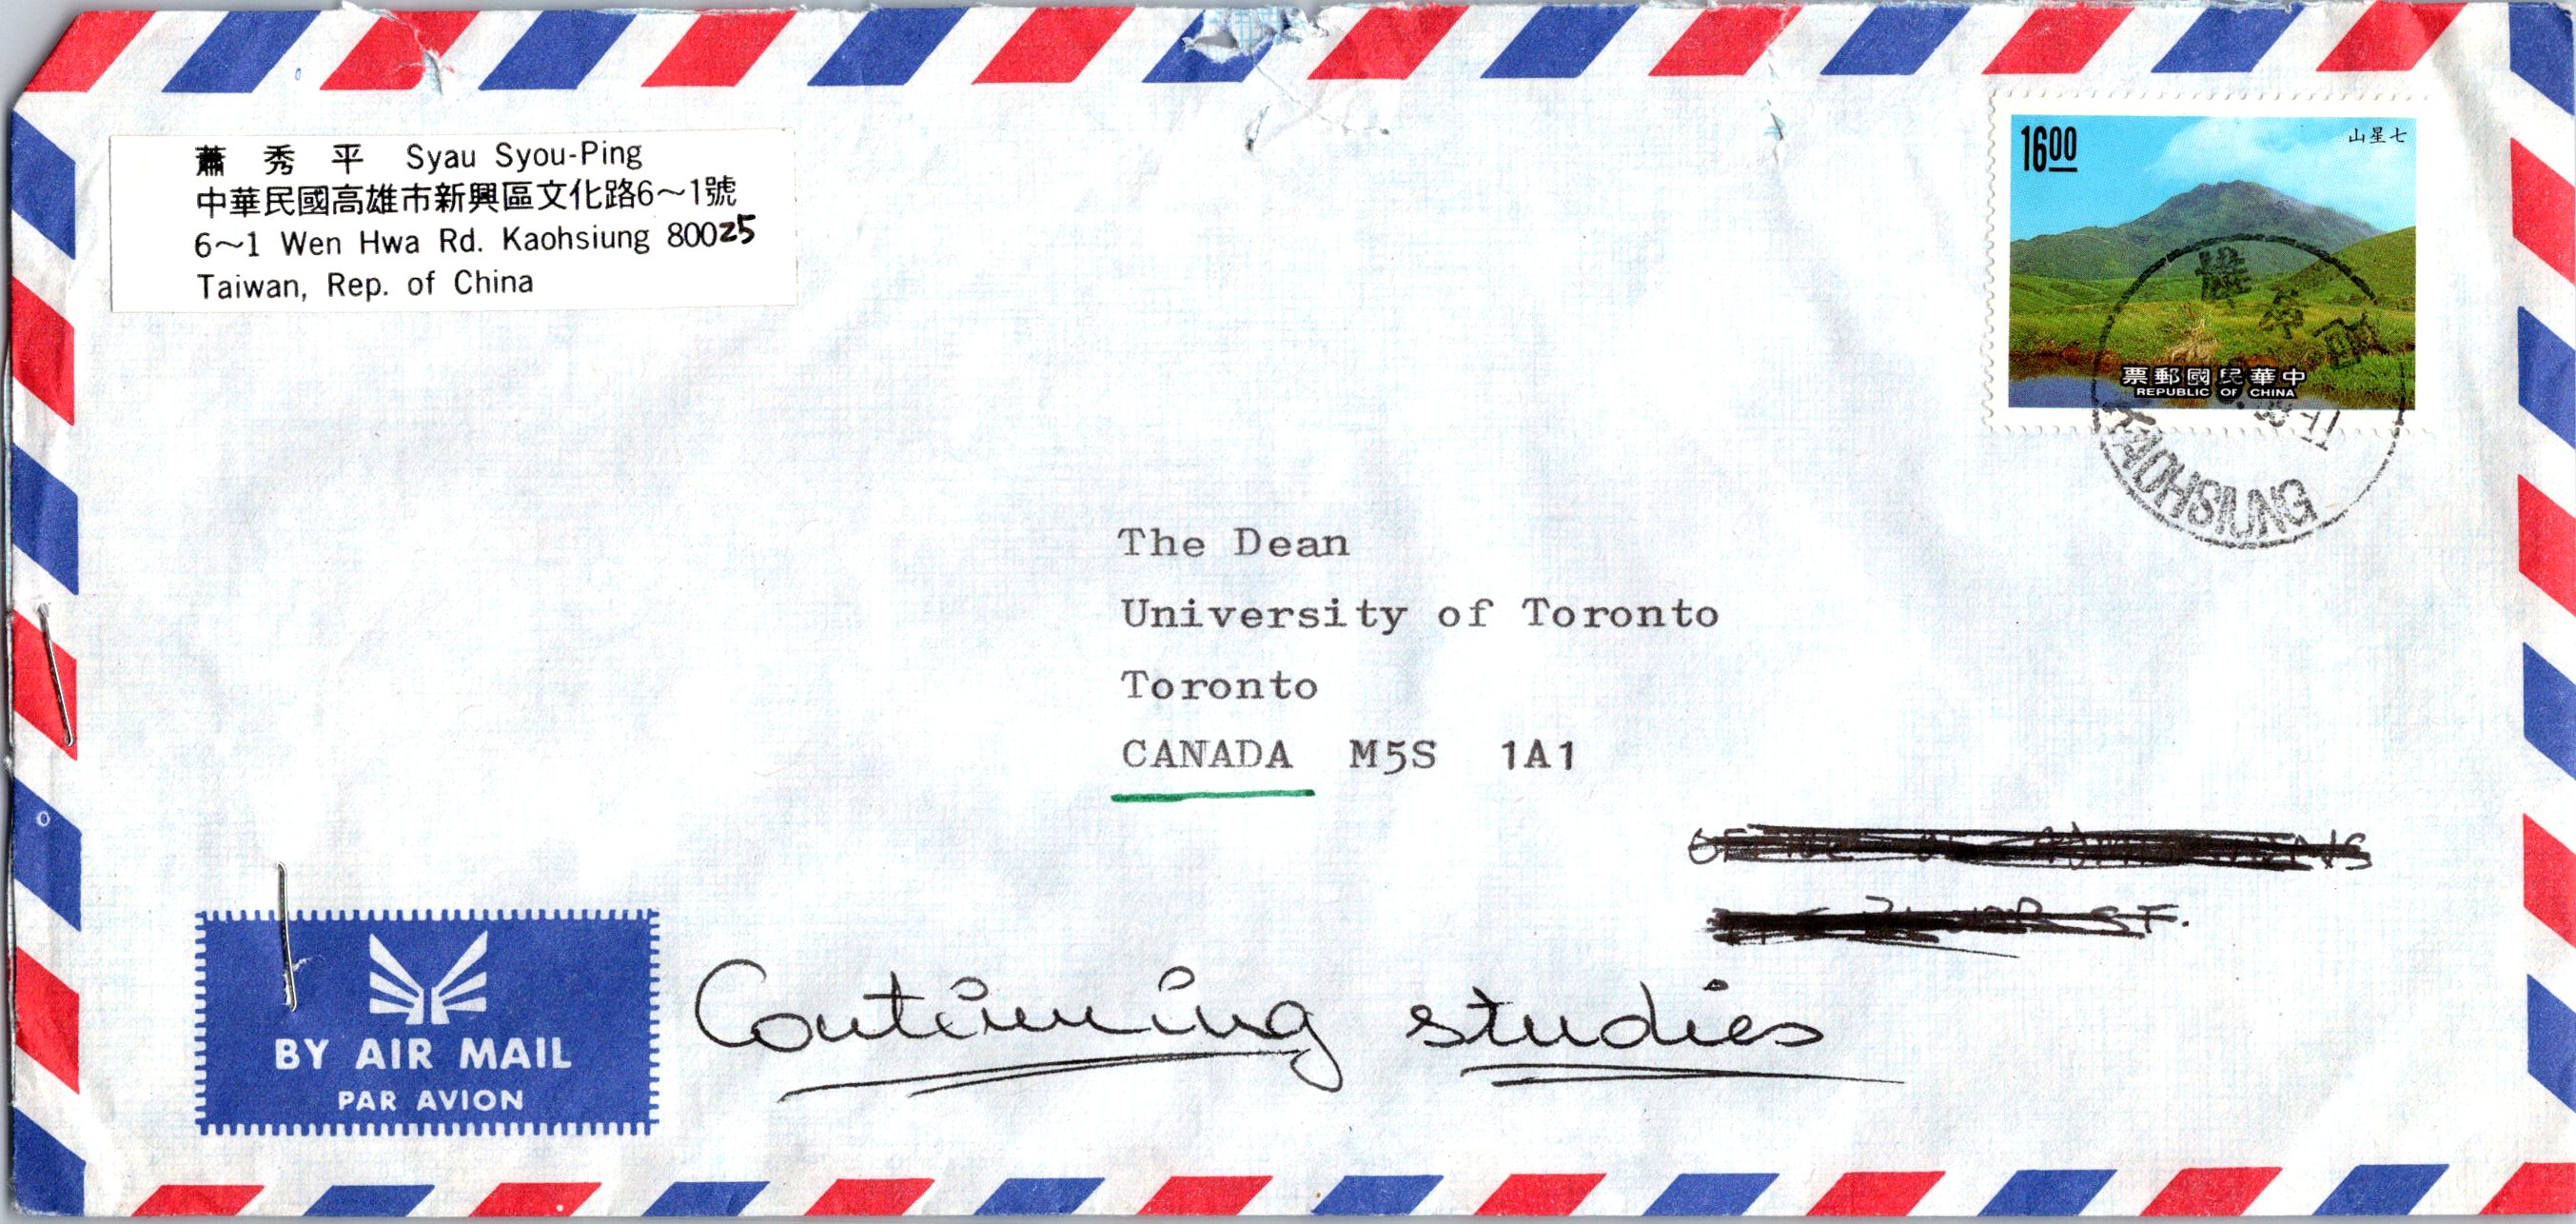 蕭 秀 平 Syau Syou-Ping
中華民國高雄市新興區文化路6～1號
6～1 Wen Hwa Rd. Kaohsiung 80025
Taiwan, Rep. of China
1600
山星七
票郵國民華中
REPUBLIC OF CHINA
KAOHSIUNG
The Dean
University of Toronto
Toronto
CANADA M5S 1A1
ST.
Continuing studies
BY AIR MAIL
PAR AVION